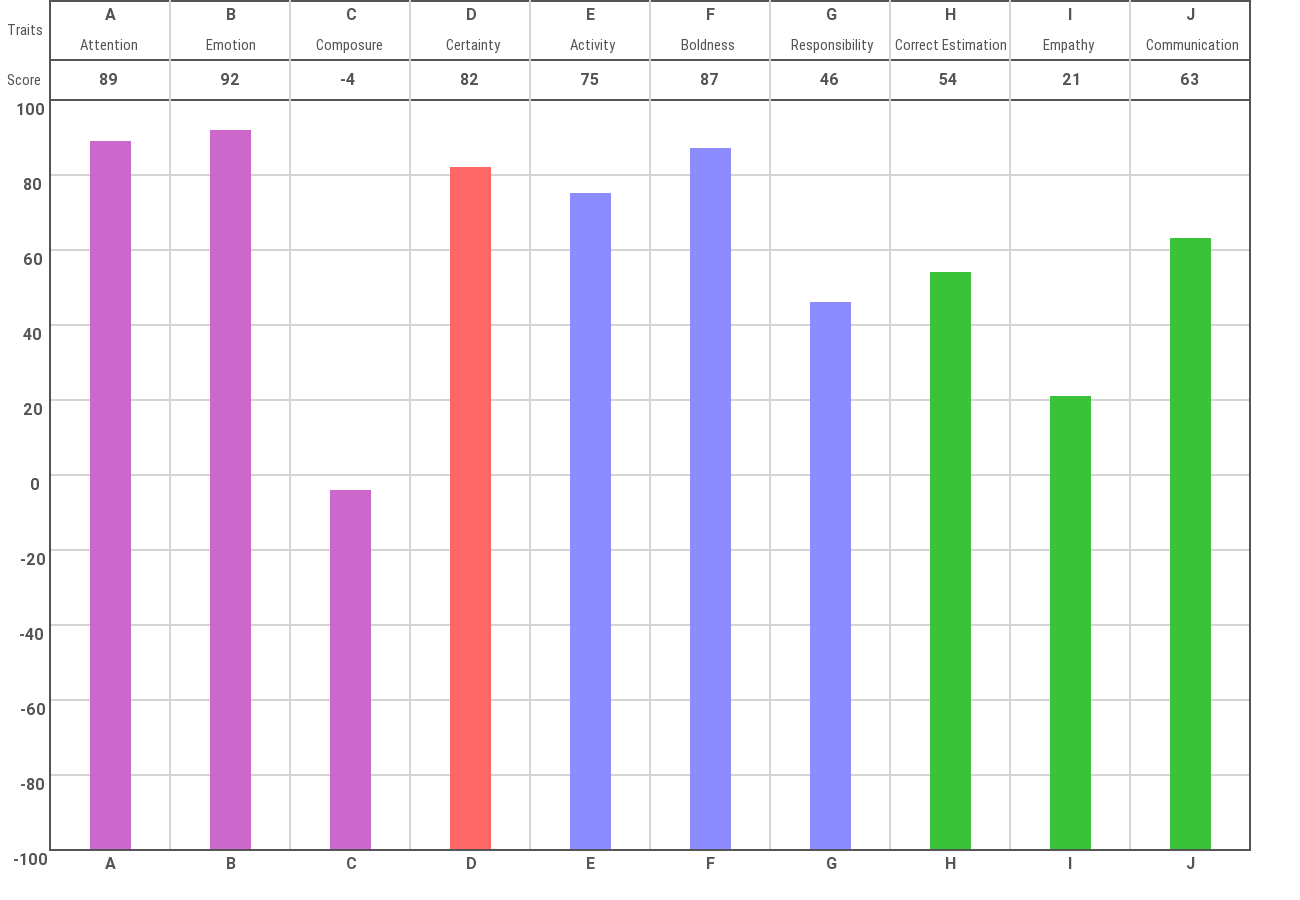 Traits A B C D E F G H I J
Attention Emotion Composure Certainty Activity Boldness Responsibility Correct Estimation Empathy Communication
Score 89 92 -4 82 75 87 46 54 21 63
100
80
60
40
20
0
-20
-40
-60
-80
-100
A B C D E F G H I J